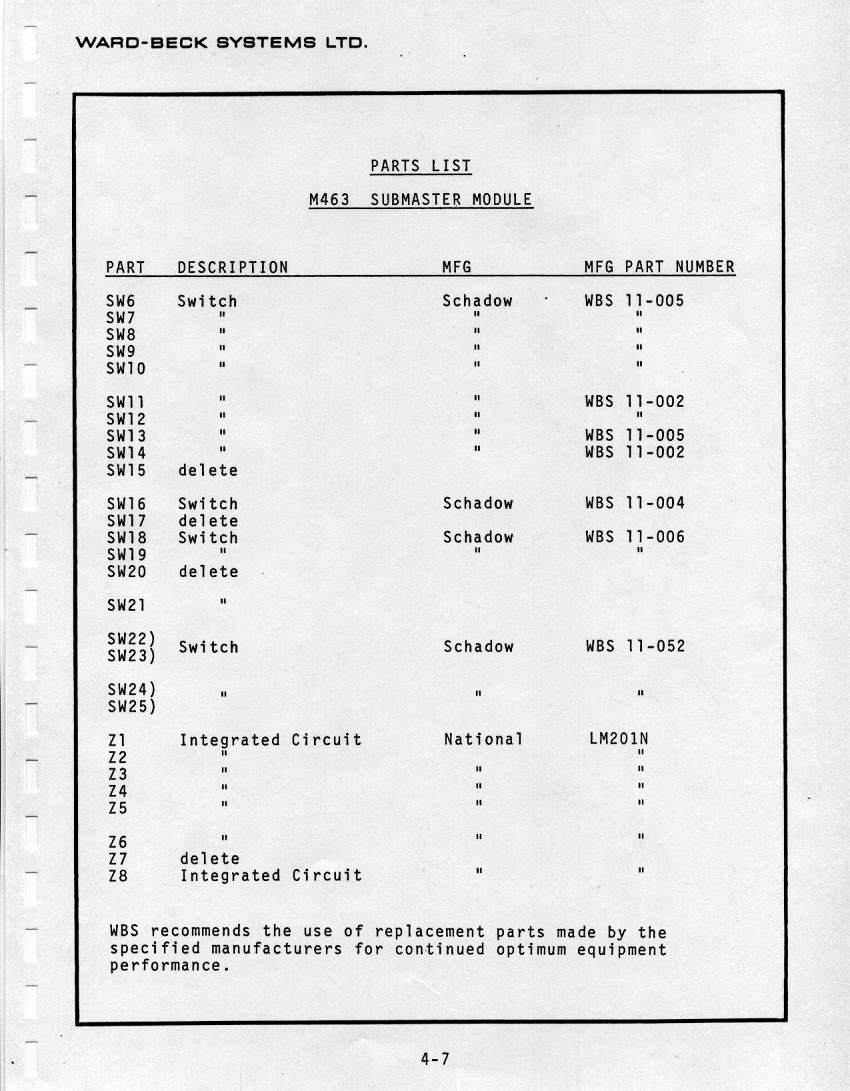 WARD-BECK SYSTEMS LTD.
PARTS LIST
M463 SUBMASTER MODULE
PART DESCRIPTION MFG MFG PART NUMBER
SW6 Switch Schadow WBS 11-005
SW7 " " "
SW8 " " "
SW9 " " "
SW10 " " "
SW11 " " WBS 11-002
SW12 " " "
SW13 " " WBS 11-005
SW14 " " WBS 11-002
SW15 delete
SW16 Switch Schadow WBS 11-004
SW17 delete
SW18 Switch Schadow WBS 11-006
SW19 " " "
SW20 delete
SW21 "
SW22)
SW23) Switch Schadow WBS 11-052
SW24) " " "
SW25)
Z1 Integrated Circuit National LM201N
Z2 " "
Z3 " " "
Z4 " " "
Z5 " " "
Z6 " " "
Z7 delete
Z8 Integrated Circuit " "
WBS recommends the use of replacement parts made by the
specified manufacturers for continued optimum equipment
performance.
4-7